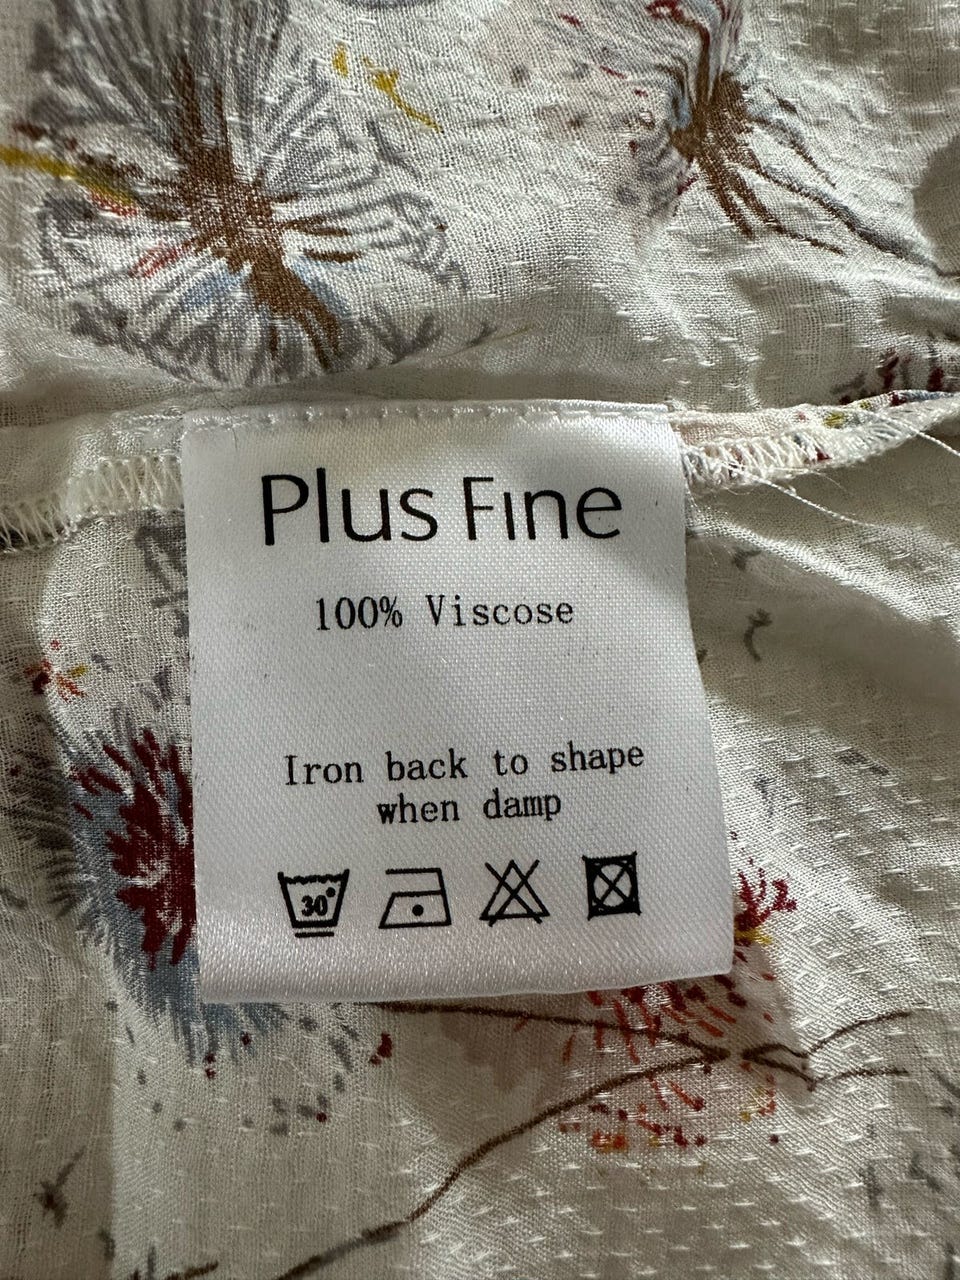 Plus Fine
100% Viscose
Iron back to shape
when damp
30°